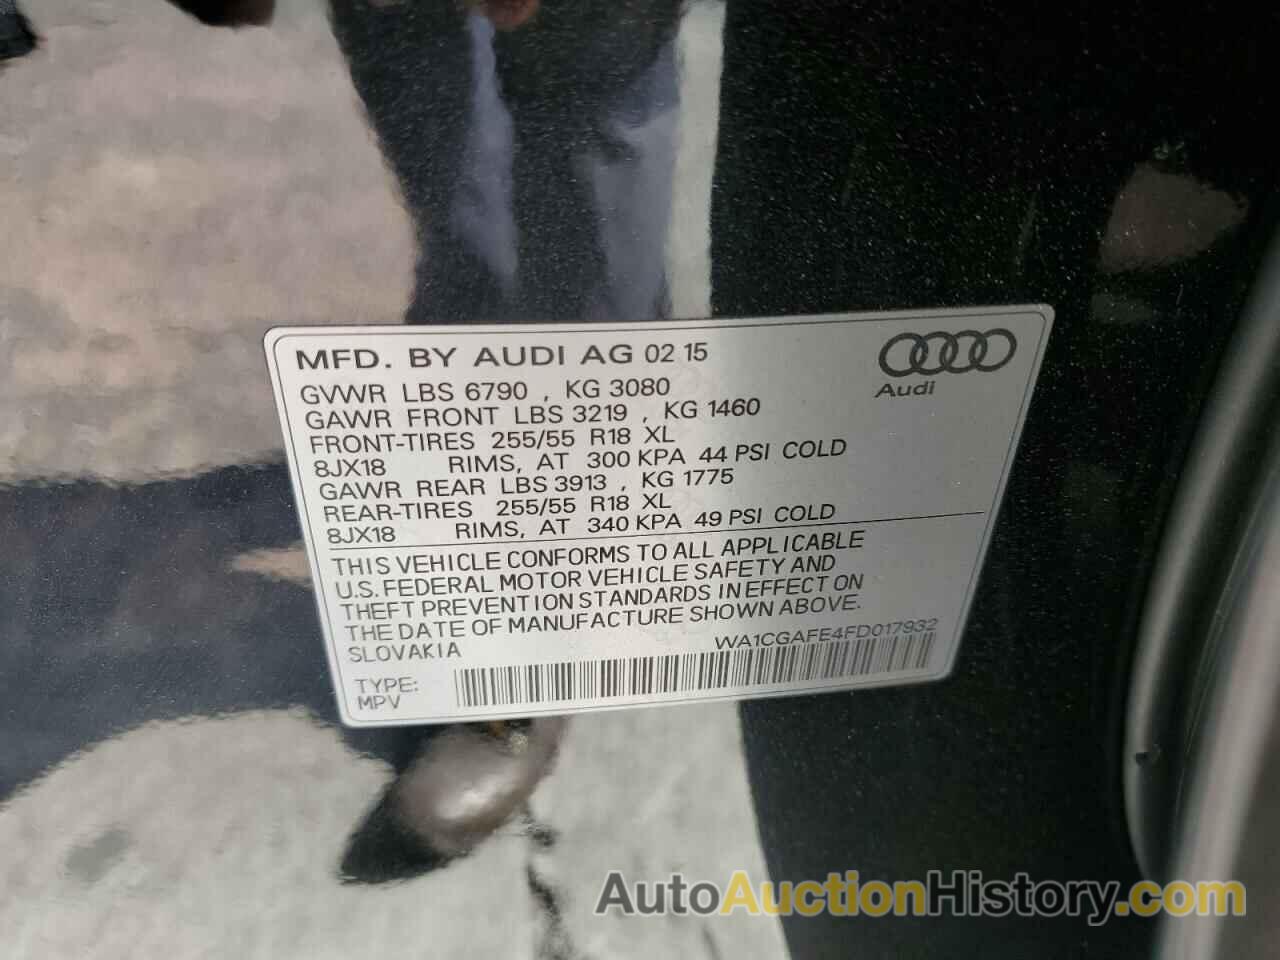 MFD. BY AUDI AG 02 15
Audi
GVWR LBS 6790 , KG 3080
GAWR FRONT LBS 3219 , KG 1460
FRONT-TIRES 255/55 R18 XL
8JX18 RIMS, AT 300 KPA 44 PSI COLD
GAWR REAR LBS 3913 , KG 1775
REAR-TIRES 255/55 R18 XL
8JX18 RIMS, AT 340 KPA 49 PSI COLD
THIS VEHICLE CONFORMS TO ALL APPLICABLE
U.S. FEDERAL MOTOR VEHICLE SAFETY AND
THEFT PREVENTION STANDARDS IN EFFECT ON
THE DATE OF MANUFACTURE SHOWN ABOVE.
SLOVAKIA WA1CGAFE4FD017932
TYPE:
MPV
AutoAuctionHistory.com